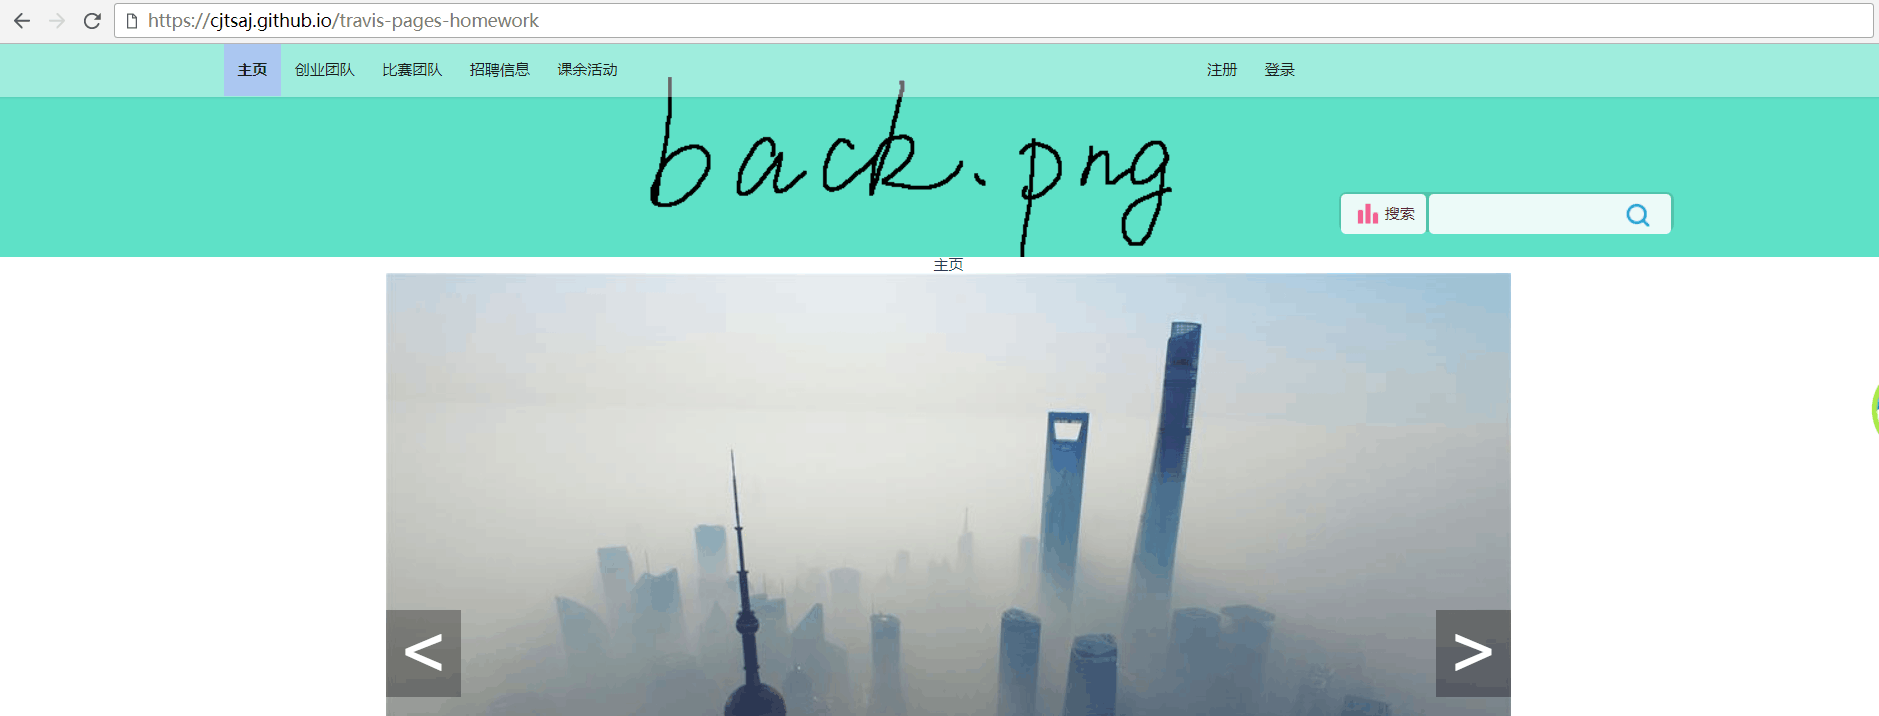 https://cjtsaj.github.io/travis-pages-homework
主页 创业团队 比赛团队 招聘信息 课余活动 注册 登录
back.png
搜索
主页
< >